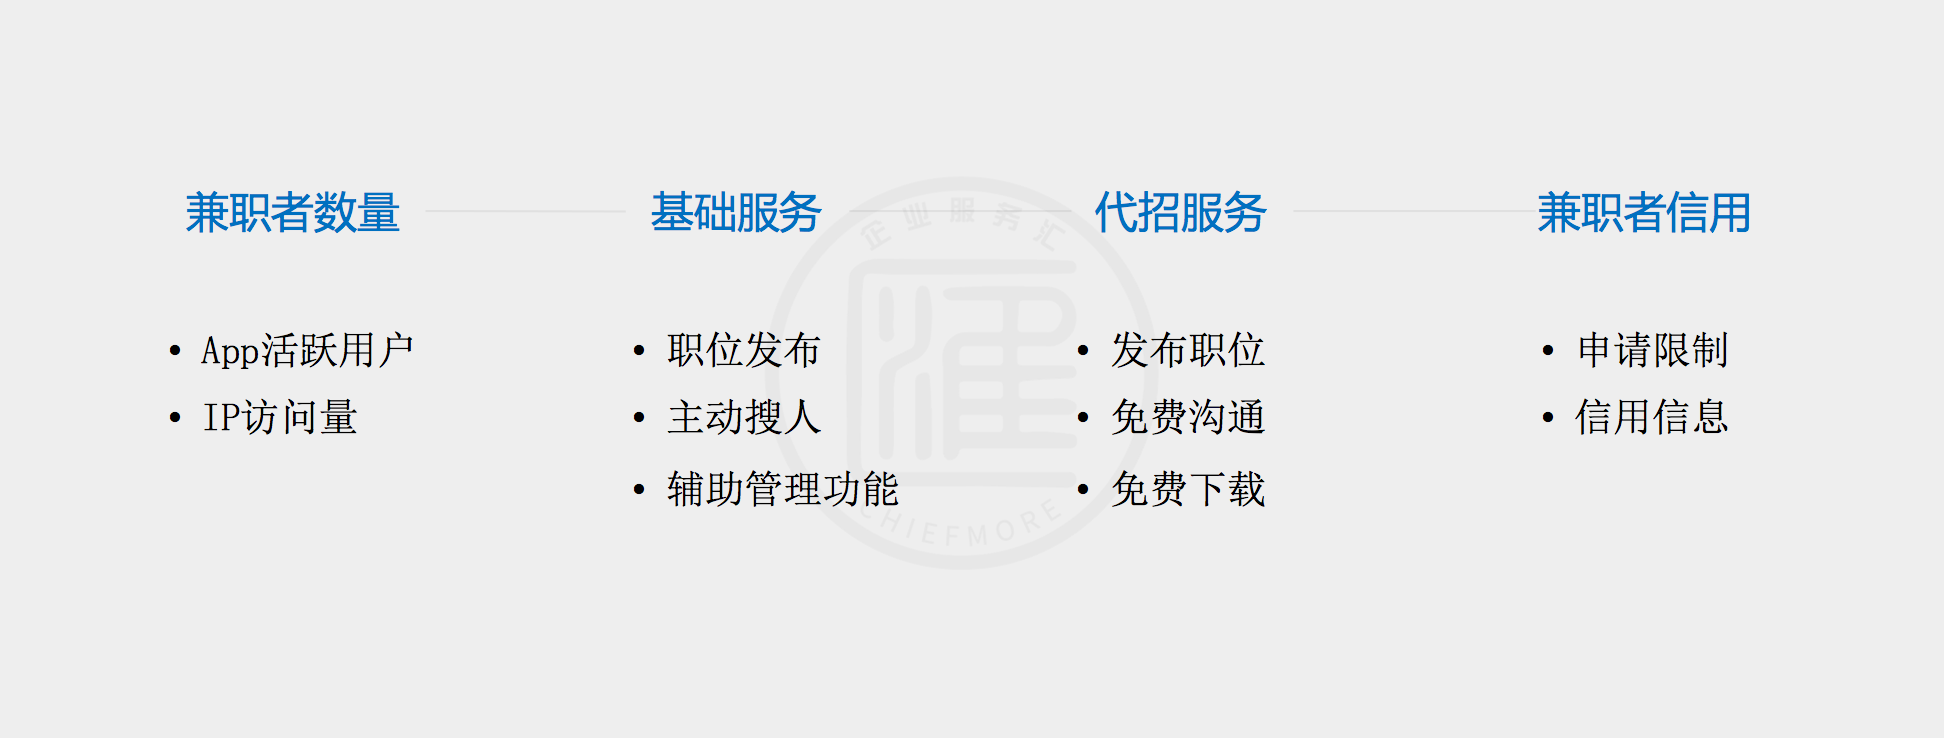 兼职者数量
基础服务
代招服务
兼职者信用
企业服务汇
• App活跃用户
• IP访问量
• 职位发布
• 主动搜人
• 辅助管理功能
• 发布职位
• 免费沟通
• 免费下载
• 申请限制
• 信用信息
匯
CHIEFMORE